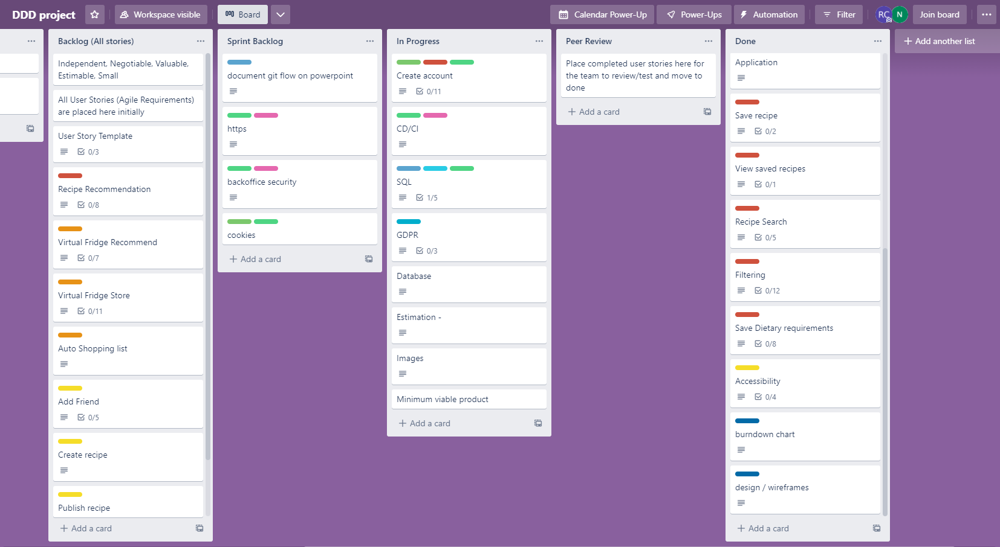 DDD project
Workspace visible
Board
Calendar Power-Up
Power-Ups
Automation
Filter
RC
N
Join board
Backlog (All stories)
Independent, Negotiable, Valuable,
Estimable, Small
All User Stories (Agile Requirements)
are placed here initially
User Story Template
0/3
Recipe Recommendation
0/8
Virtual Fridge Recommend
0/7
Virtual Fridge Store
0/11
Auto Shopping list
Add Friend
0/5
Create recipe
Publish recipe
+ Add a card
Sprint Backlog
document git flow on powerpoint
https
backoffice security
cookies
+ Add a card
In Progress
Create account
0/11
CD/CI
SQL
1/5
GDPR
0/3
Database
Estimation -
Images
Minimum viable product
+ Add a card
Peer Review
Place completed user stories here for
the team to review/test and move to
done
+ Add a card
Done
Application
Save recipe
0/2
View saved recipes
0/1
Recipe Search
0/5
Filtering
0/12
Save Dietary requirements
0/8
Accessibility
0/4
burndown chart
design / wireframes
+ Add a card
+ Add another list